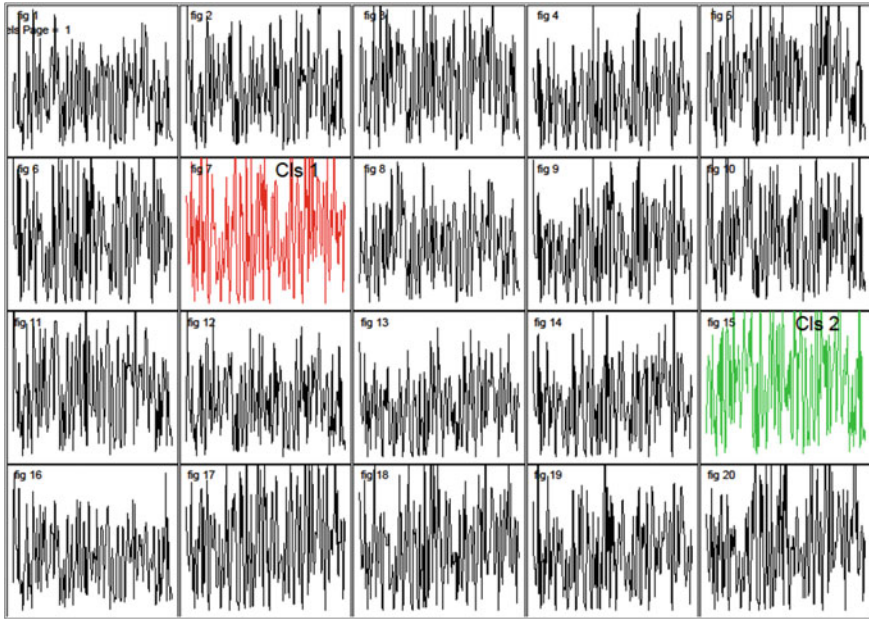 fig 1
els Page = 1
fig 2
fig 3
fig 4
fig 5
fig 6
fig 7
Cls 1
fig 8
fig 9
fig 10
fig 11
fig 12
fig 13
fig 14
fig 15
Cls 2
fig 16
fig 17
fig 18
fig 19
fig 20